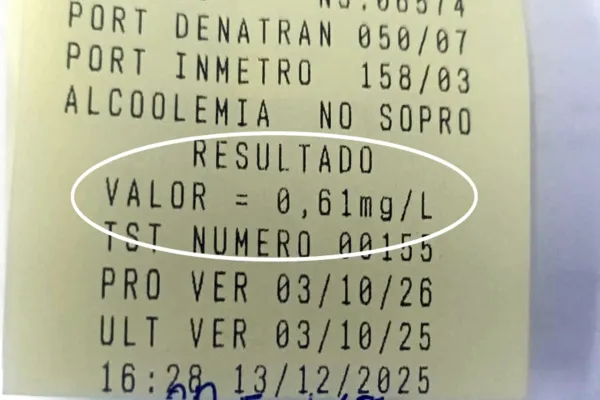 PORT DENATRAN 050/07
PORT INMETRO 158/03
ALCOOLEMIA NO SOPRO
RESULTADO
VALOR = 0,61mg/L
TST NUMERO 00155
PRO VER 03/10/26
ULT VER 03/10/25
16:28 13/12/2025